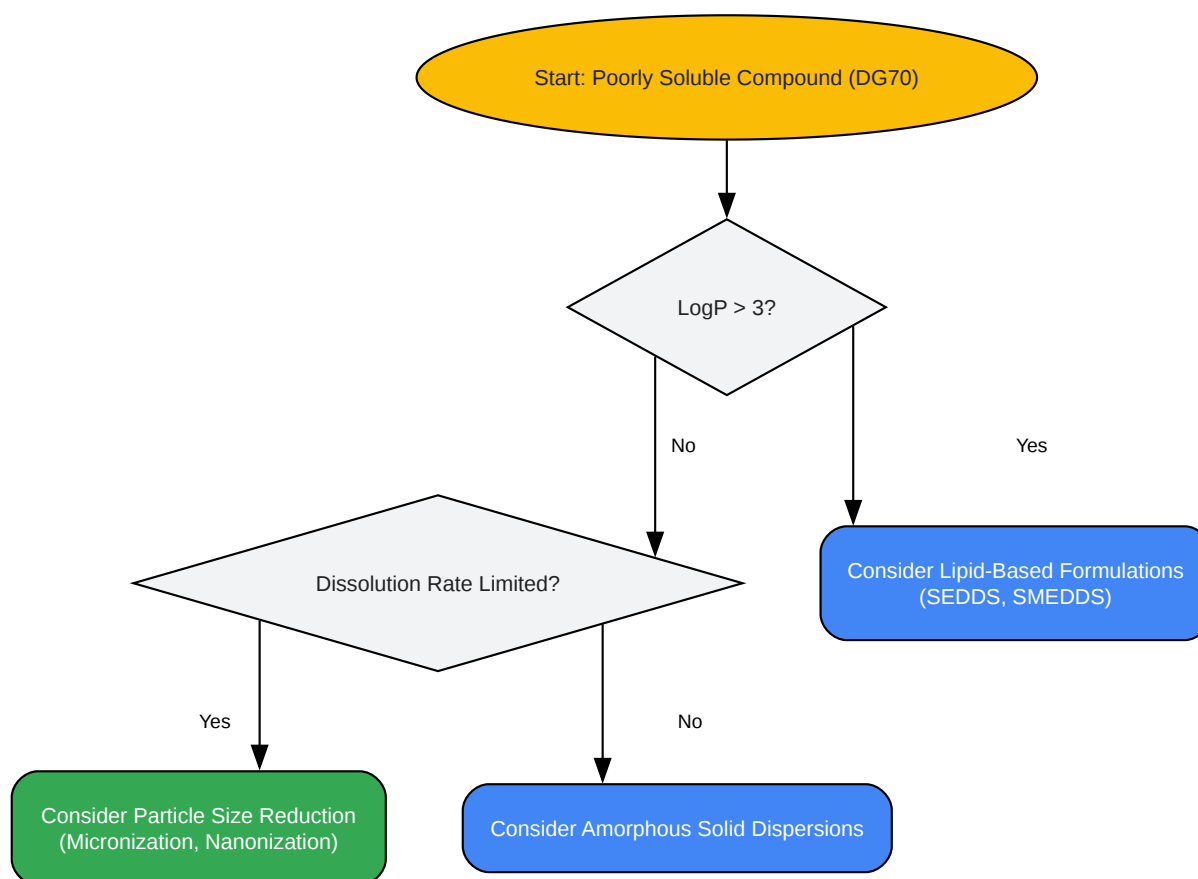 Start: Poorly Soluble Compound (DG70)
LogP > 3?
No
Yes
Dissolution Rate Limited?
Consider Lipid-Based Formulations
(SEDDS, SMEDDS)
Yes
No
Consider Particle Size Reduction
(Micronization, Nanonization)
Consider Amorphous Solid Dispersions